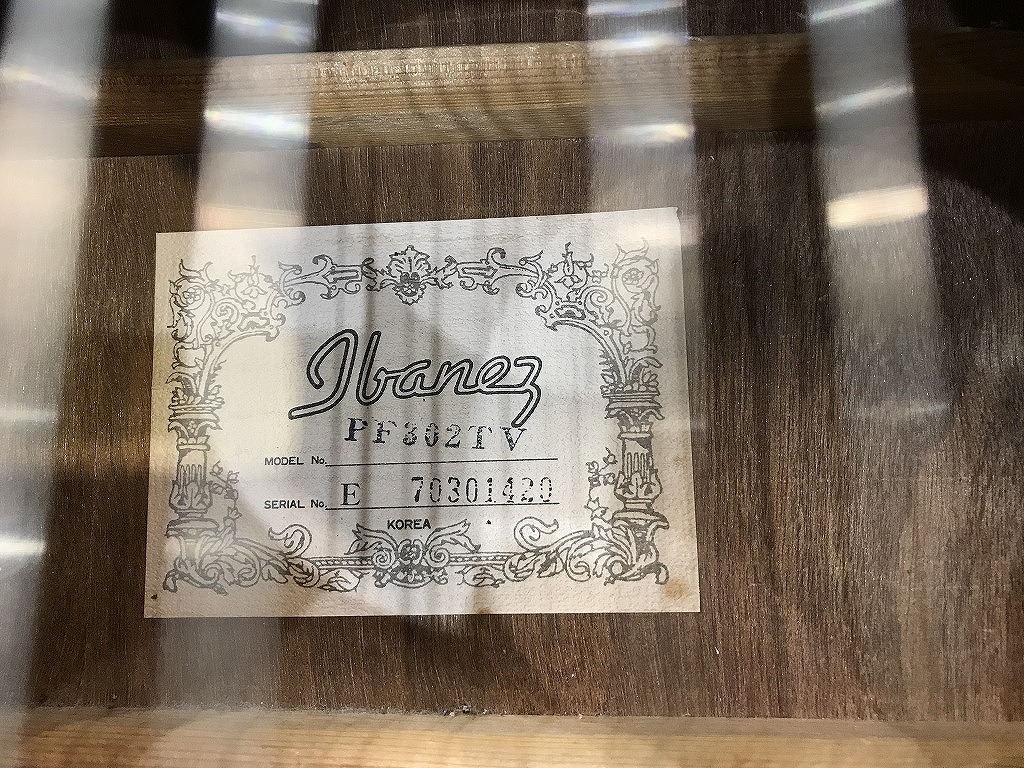 Ibanez
PF302TV
MODEL No.
SERIAL No. E 70301420
KOREA